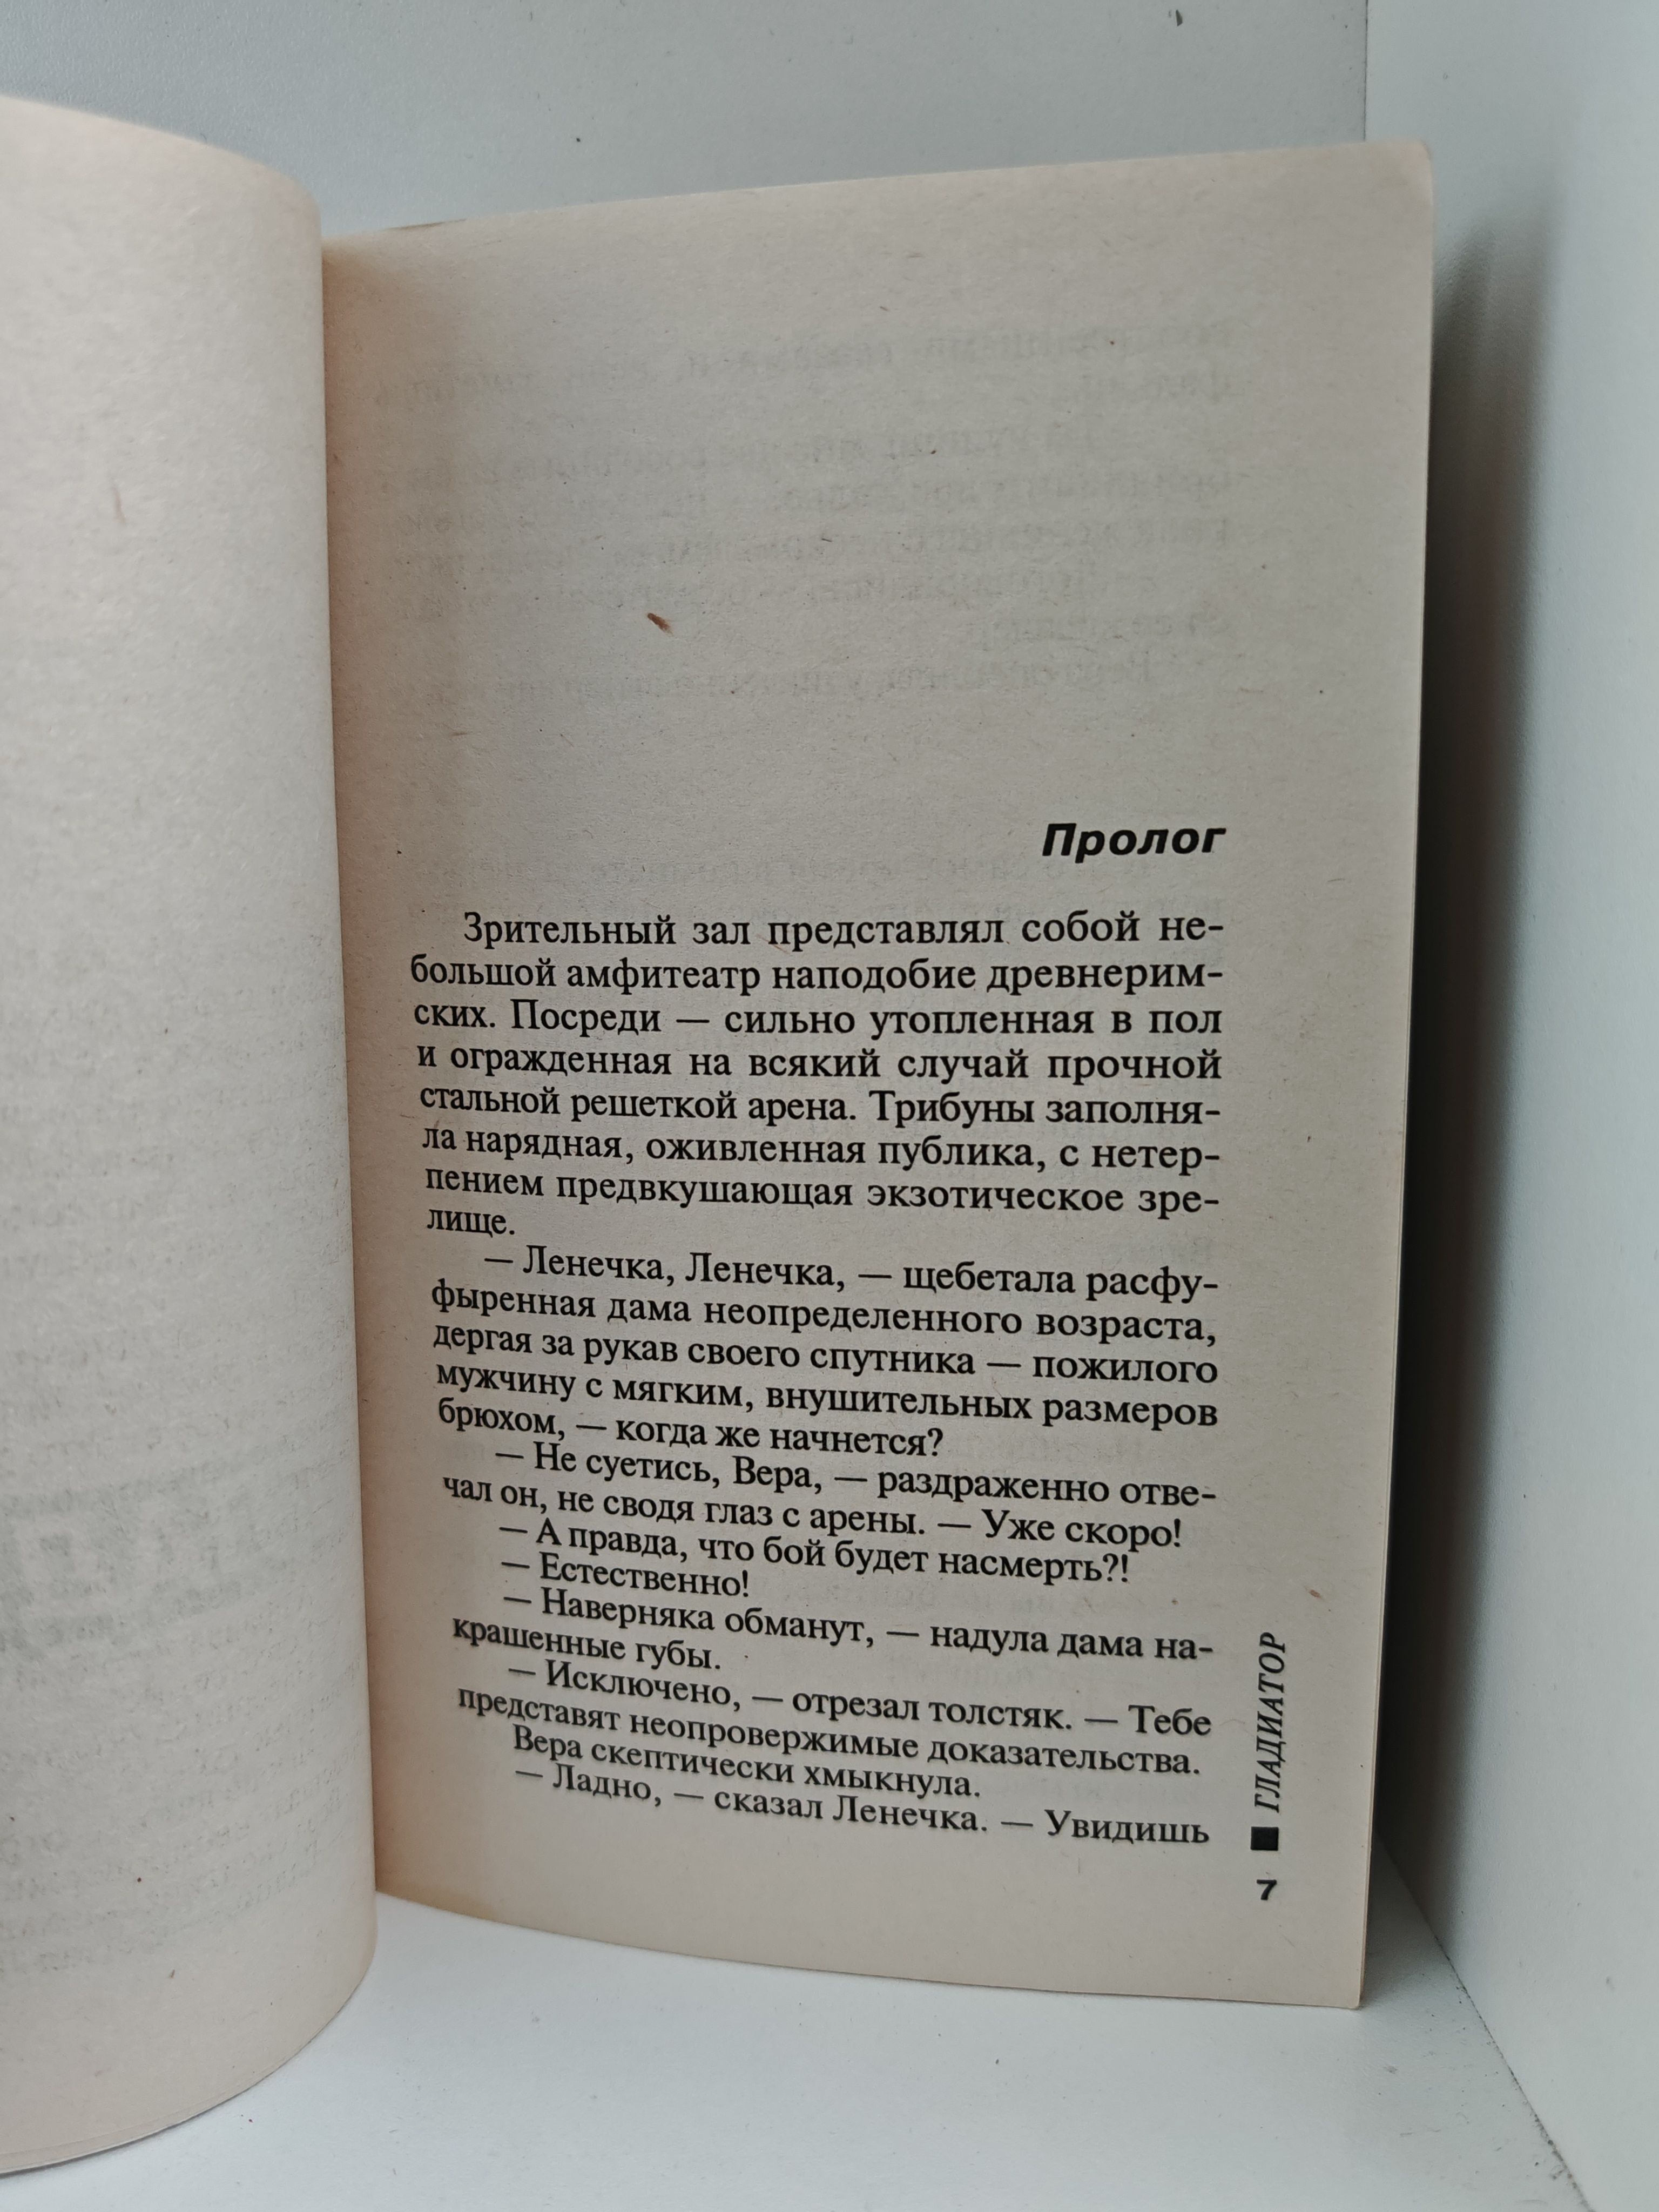 Пролог
Зрительный зал представлял собой не-
большой амфитеатр наподобие древнерим-
ских. Посреди — сильно утопленная в пол
и огражденная на всякий случай прочной
стальной решеткой арена. Трибуны заполня-
ла нарядная, оживленная публика, с нетер-
пением предвкушающая экзотическое зре-
лище.
— Ленечка, Ленечка, — щебетала расфу-
фыренная дама неопределенного возраста,
дергая за рукав своего спутника — пожилого
мужчину с мягким, внушительных размеров
брюхом, — когда же начнется?
— Не суетись, Вера, — раздраженно отве-
чал он, не сводя глаз с арены. — Уже скоро!
— А правда, что бой будет насмерть?!
— Естественно!
— Наверняка обманут, — надула дама на-
крашенные губы.
— Исключено, — отрезал толстяк. — Тебе
представят неопровержимые доказательства.
Вера скептически хмыкнула.
— Ладно, — сказал Ленечка. — Увидишь
ГЛАДИАТОР
7